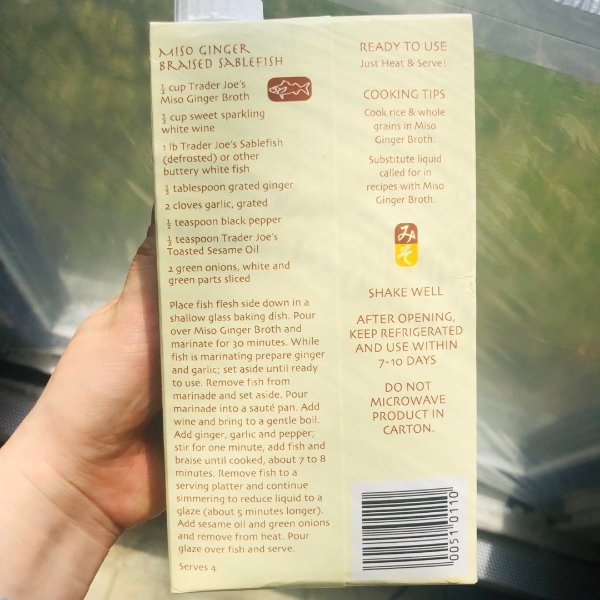 MISO GINGER
BRAISED SABLEFISH
½ cup Trader Joe's
Miso Ginger Broth
½ cup sweet sparkling
white wine
1 lb Trader Joe's Sablefish
(defrosted) or other
buttery white fish
½ tablespoon grated ginger
2 cloves garlic, grated
½ teaspoon black pepper
½ teaspoon Trader Joe's
Toasted Sesame Oil
2 green onions, white and
green parts sliced
Place fish flesh side down in a
shallow glass baking dish. Pour
over Miso Ginger Broth and
marinate for 30 minutes. While
fish is marinating prepare ginger
and garlic; set aside until ready
to use. Remove fish from
marinade and set aside. Pour
marinade into a sauté pan. Add
wine and bring to a gentle boil.
Add ginger, garlic and pepper;
stir for one minute, add fish and
braise until cooked, about 7 to 8
minutes. Remove fish to a
serving platter and continue
simmering to reduce liquid to a
glaze (about 5 minutes longer).
Add sesame oil and green onions
and remove from heat. Pour
glaze over fish and serve.
Serves 4
READY TO USE
Just Heat & Serve!
COOKING TIPS
Cook rice & whole
grains in Miso
Ginger Broth.
Substitute liquid
called for in
recipes with Miso
Ginger Broth.
み
そ
SHAKE WELL
AFTER OPENING,
KEEP REFRIGERATED
AND USE WITHIN
7-10 DAYS
DO NOT
MICROWAVE
PRODUCT IN
CARTON.
0051 0110